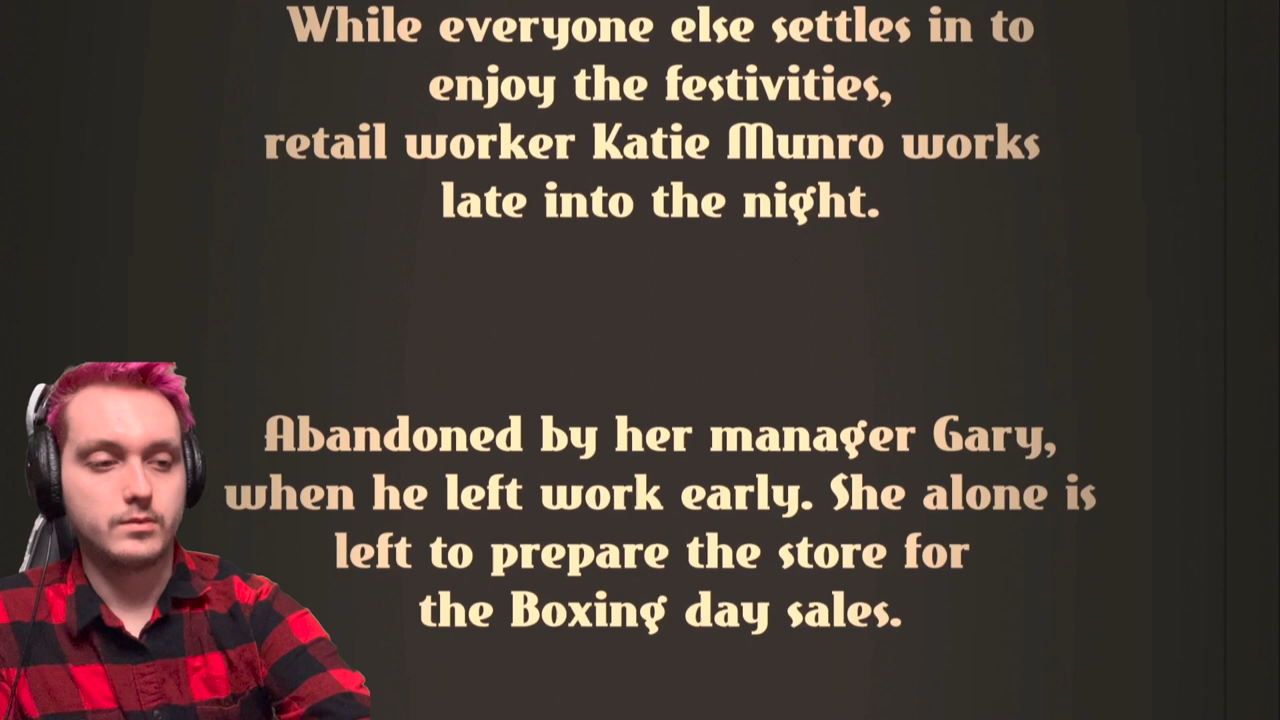 While everyone else settles in to
enjoy the festivities,
retail worker Katie Munro works
late into the night.
Abandoned by her manager Gary,
when he left work early. She alone is
left to prepare the store for
the Boxing day sales.